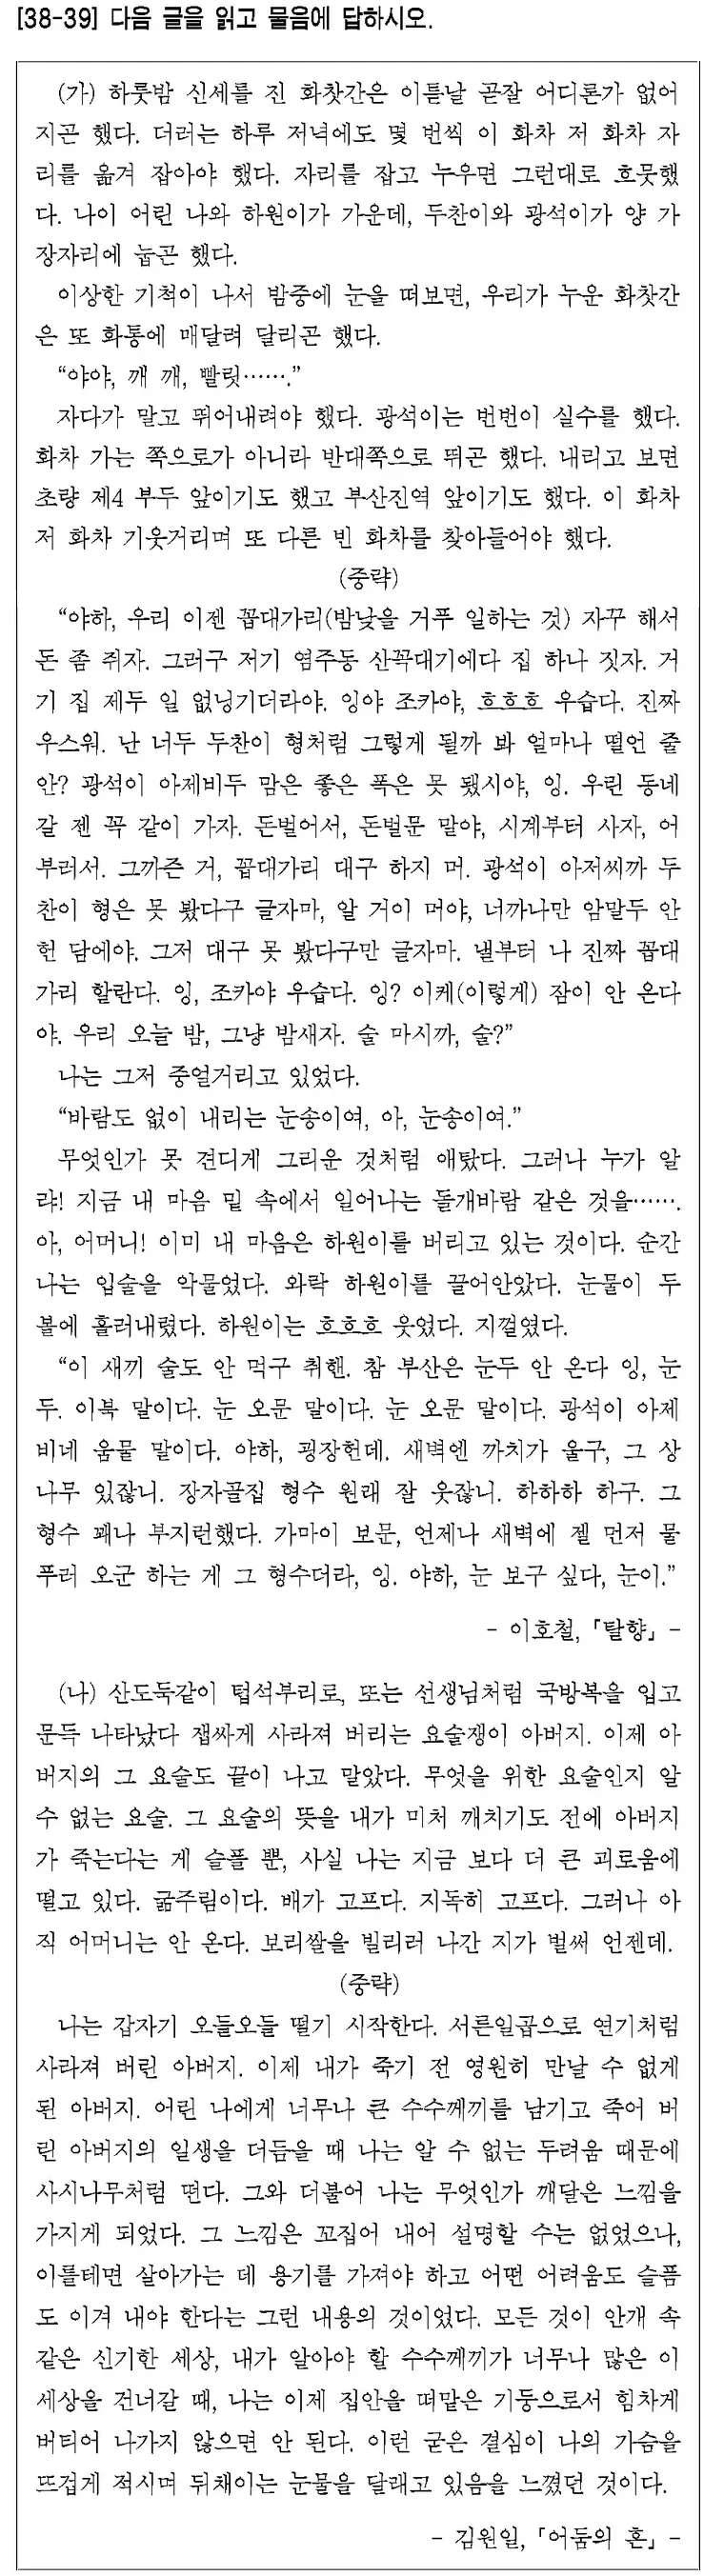 [38-39] 다음 글을 읽고 물음에 답하시오.
(가) 하룻밤 신세를 진 화찻간은 이튿날 곧잘 어디론가 없어
지곤 했다. 더러는 하루 저녁에도 몇 번씩 이 화차 저 화차 자
리를 옮겨 잡아야 했다. 자리를 잡고 누우면 그런대로 흐뭇했
다. 나이 어린 나와 하원이가 가운데, 두찬이와 광석이가 양 가
장자리에 눕곤 했다.
이상한 기척이 나서 밤중에 눈을 떠보면, 우리가 누운 화찻간
은 또 화통에 매달려 달리곤 했다.
“야야, 깨 깨, 빨릿⋯⋯.”
자다가 말고 뛰어내려야 했다. 광석이는 번번이 실수를 했다.
화차 가는 쪽으로가 아니라 반대쪽으로 뛰곤 했다. 내리고 보면
초량 제4 부두 앞이기도 했고 부산진역 앞이기도 했다. 이 화차
저 화차 기웃거리며 또 다른 빈 화차를 찾아들어야 했다.
(중략)
“야하, 우리 이젠 꼽대가리(밤낮을 거푸 일하는 것) 자꾸 해서
돈 좀 쥐자. 그러구 저기 염주동 산꼭대기에다 집 하나 짓자. 거
기 집 제두 일 없닝기더라야. 잉야 조카야, 흐흐흐 우습다. 진짜
우스워. 난 너두 두찬이 형처럼 그렇게 될까 봐 얼마나 떨언 줄
안? 광석이 아제비두 맘은 좋은 폭은 못 됐시야, 잉. 우린 동네
갈 젠 꼭 같이 가자. 돈벌어서, 돈벌문 말야, 시계부터 사자, 어
부러서. 그까즌 거, 꼽대가리 대구 하지 머. 광석이 아저씨까 두
찬이 형은 못 봤다구 글자마, 알 거이 머야, 너까나만 암말두 안
헌 담에야. 그저 대구 못 봤다구만 글자마. 낼부터 나 진짜 꼽대
가리 할란다. 잉, 조카야 우습다. 잉? 이케(이렇게) 잠이 안 온다
야. 우리 오늘 밤, 그냥 밤새자. 술 마시까, 술?”
나는 그저 중얼거리고 있었다.
“바람도 없이 내리는 눈송이여, 아, 눈송이여.”
무엇인가 못 견디게 그리운 것처럼 애탔다. 그러나 누가 알
랴! 지금 내 마음 밑 속에서 일어나는 돌개바람 같은 것을⋯⋯.
아, 어머니! 이미 내 마음은 하원이를 버리고 있는 것이다. 순간
나는 입술을 악물었다. 와락 하원이를 끌어안았다. 눈물이 두
볼에 흘러내렸다. 하원이는 흐흐흐 웃었다. 지껄였다.
“이 새끼 술도 안 먹구 취핸. 참 부산은 눈두 안 온다 잉, 눈
두. 이북 말이다. 눈 오문 말이다. 눈 오문 말이다. 광석이 아제
비네 움물 말이다. 야하, 굉장헌데. 새벽엔 까치가 울구, 그 상
나무 있잖니. 장자골집 형수 원래 잘 웃잖니. 하하하 하구. 그
형수 꽤나 부지런했다. 가마이 보문, 언제나 새벽에 젤 먼저 물
푸러 오군 하는 게 그 형수더라, 잉. 야하, 눈 보구 싶다, 눈이.”
- 이호철, 「탈향」 -
(나) 산도둑같이 텁석부리로, 또는 선생님처럼 국방복을 입고
문득 나타났다 잽싸게 사라져 버리는 요술쟁이 아버지. 이제 아
버지의 그 요술도 끝이 나고 말았다. 무엇을 위한 요술인지 알
수 없는 요술. 그 요술의 뜻을 내가 미처 깨치기도 전에 아버지
가 죽는다는 게 슬플 뿐, 사실 나는 지금 보다 더 큰 괴로움에
떨고 있다. 굶주림이다. 배가 고프다. 지독히 고프다. 그러나 아
직 어머니는 안 온다. 보리쌀을 빌리러 나간 지가 벌써 언젠데.
(중략)
나는 갑자기 오들오들 떨기 시작한다. 서른일곱으로 연기처럼
사라져 버린 아버지. 이제 내가 죽기 전 영원히 만날 수 없게
된 아버지. 어린 나에게 너무나 큰 수수께끼를 남기고 죽어 버
린 아버지의 일생을 더듬을 때 나는 알 수 없는 두려움 때문에
사시나무처럼 떤다. 그와 더불어 나는 무엇인가 깨달은 느낌을
가지게 되었다. 그 느낌은 꼬집어 내어 설명할 수는 없었으나,
이를테면 살아가는 데 용기를 가져야 하고 어떤 어려움도 슬픔
도 이겨 내야 한다는 그런 내용의 것이었다. 모든 것이 안개 속
같은 신기한 세상, 내가 알아야 할 수수께끼가 너무나 많은 이
세상을 건너갈 때, 나는 이제 집안을 떠맡은 기둥으로서 힘차게
버티어 나가지 않으면 안 된다. 이런 굳은 결심이 나의 가슴을
뜨겁게 적시며 뒤채이는 눈물을 달래고 있음을 느꼈던 것이다.
- 김원일, 「어둠의 혼」 -